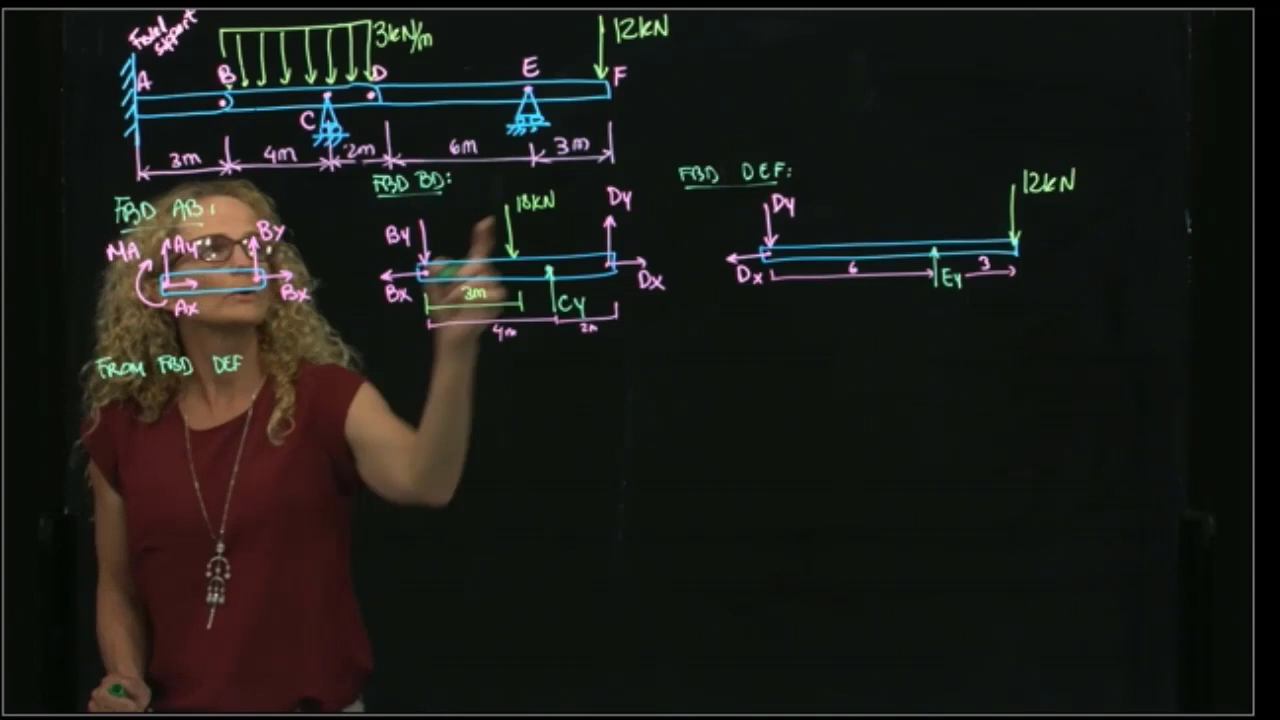 Fixed support
3kN/m
12kN
A
B
D
E
F
C
3m
4m
2m
6m
3m
FBD AB:
FBD BD:
FBD DEF:
MA
Ay
By
Ax
Bx
By
18kN
Dy
Bx
Dx
3m
Cy
4m
2m
Dy
12kN
Dx
6
Ey
3
FROM FBD DEF